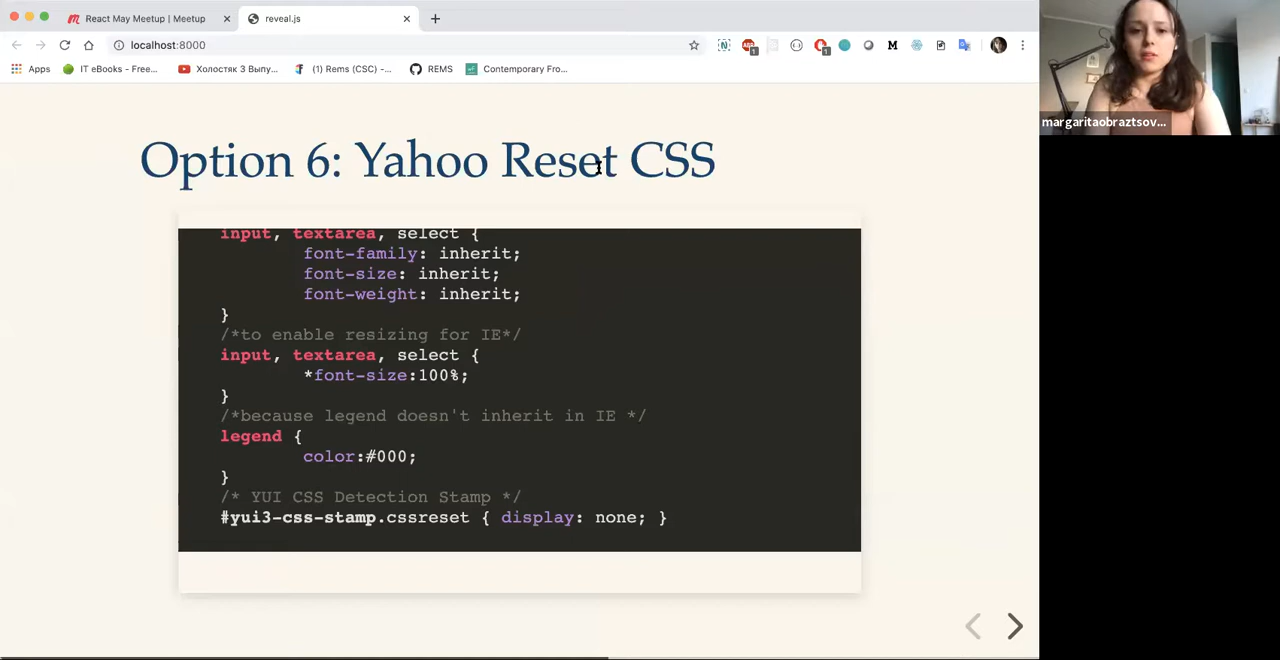 React May Meetup | Meetup
reveal.js
localhost:8000
Apps
IT eBooks - Free...
Холостяк 3 Выпу...
(1) Rems (CSC) -...
REMS
Contemporary Fro...
margaritaobraztsov...
Option 6: Yahoo Reset CSS
input, textarea, select {
font-family: inherit;
font-size: inherit;
font-weight: inherit;
}
/*to enable resizing for IE*/
input, textarea, select {
*font-size:100%;
}
/*because legend doesn't inherit in IE */
legend {
color:#000;
}
/* YUI CSS Detection Stamp */
#yui3-css-stamp.cssreset { display: none; }